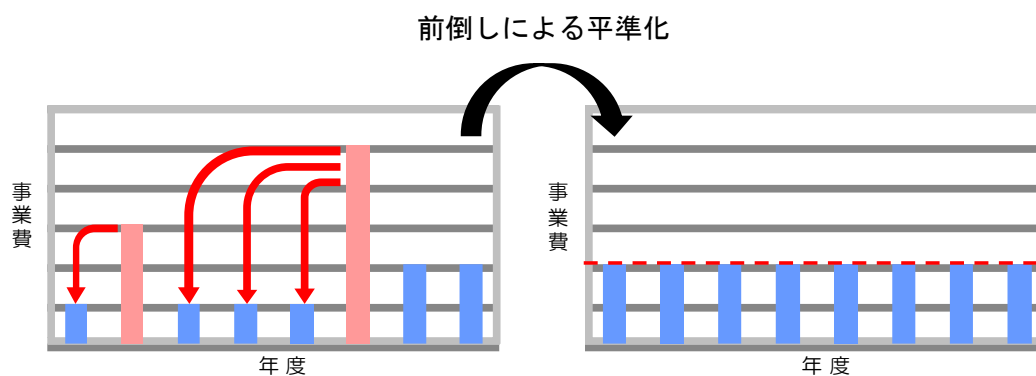 前倒しによる平準化
事業費
年度
事業費
年度